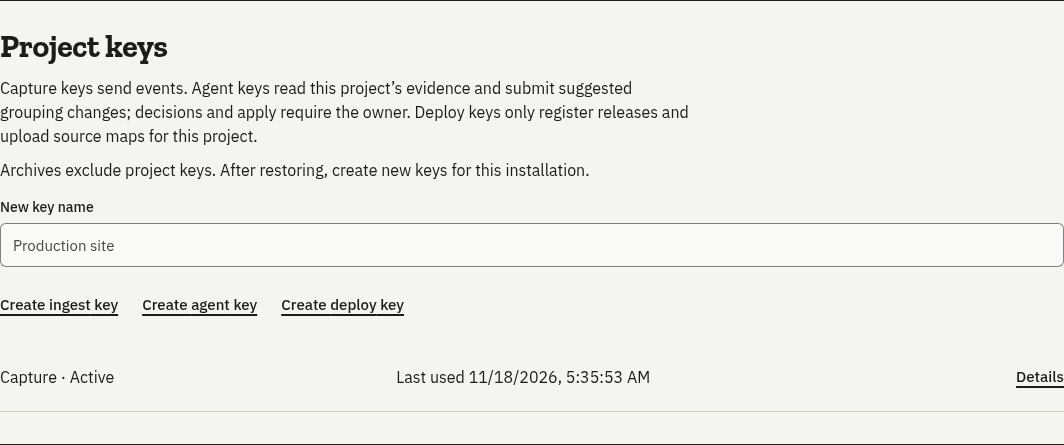 Project keys
Capture keys send events. Agent keys read this project’s evidence and submit suggested
grouping changes; decisions and apply require the owner. Deploy keys only register releases and
upload source maps for this project.
Archives exclude project keys. After restoring, create new keys for this installation.
New key name
Production site
Create ingest key Create agent key Create deploy key
Capture · Active Last used 11/18/2026, 5:35:53 AM Details